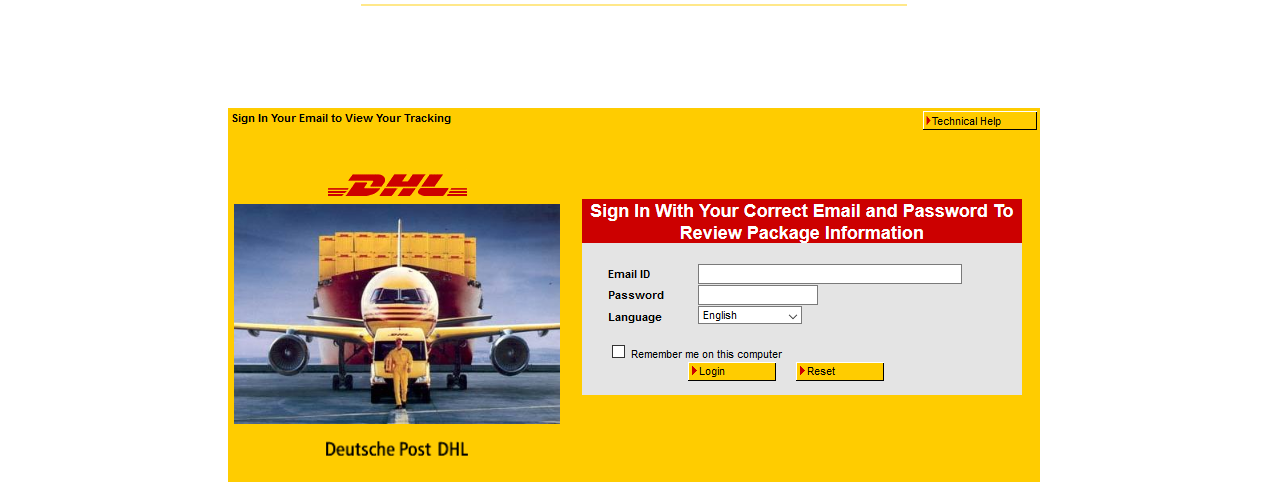 Sign In Your Email to View Your Tracking
Technical Help
DHL
Sign In With Your Correct Email and Password To
Review Package Information
Email ID
Password
Language
English
Remember me on this computer
Login
Reset
DHL
Deutsche Post DHL